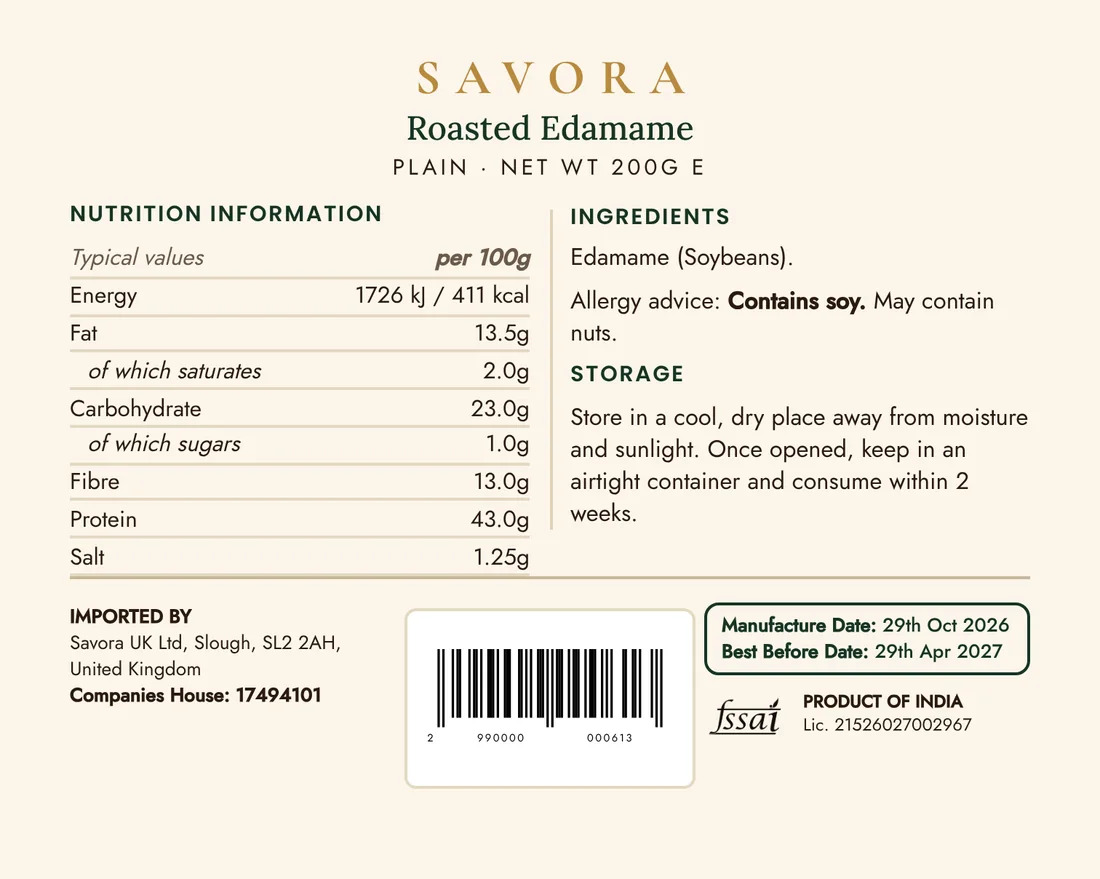 SAVORA
Roasted Edamame
PLAIN · NET WT 200G E
NUTRITION INFORMATION
Typical values per 100g
Energy 1726 kJ / 411 kcal
Fat 13.5g
of which saturates 2.0g
Carbohydrate 23.0g
of which sugars 1.0g
Fibre 13.0g
Protein 43.0g
Salt 1.25g
INGREDIENTS
Edamame (Soybeans).
Allergy advice: Contains soy. May contain
nuts.
STORAGE
Store in a cool, dry place away from moisture
and sunlight. Once opened, keep in an
airtight container and consume within 2
weeks.
IMPORTED BY
Savora UK Ltd, Slough, SL2 2AH,
United Kingdom
Companies House: 17494101
2 990000 000613
Manufacture Date: 29th Oct 2026
Best Before Date: 29th Apr 2027
fssai
PRODUCT OF INDIA
Lic. 21526027002967